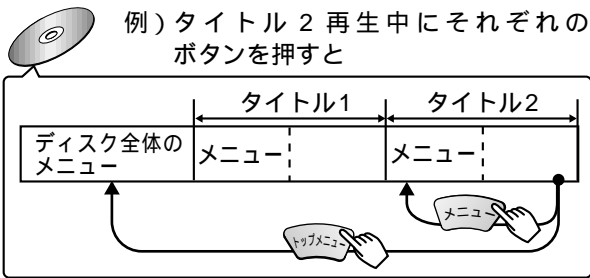 例）タイトル 2 再生中にそれぞれの
ボタンを押すと
タイトル1 タイトル2
ディスク全体の
メニュー
メニュー メニュー
メニュー
トップメニュー